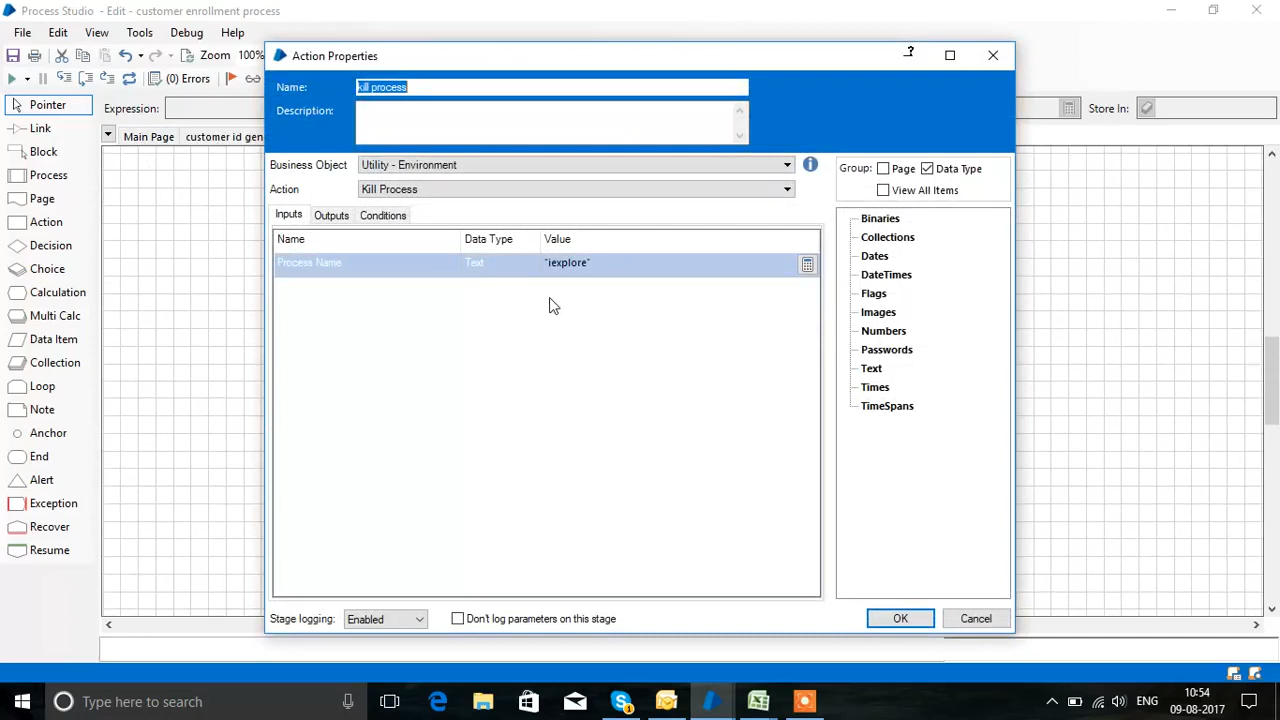 Process Studio - Edit - customer enrollment process
File Edit View Tools Debug Help
Zoom 100%
(0) Errors
Expression: Store In:
Main Page customer id gen
Pointer
Link
Block
Process
Page
Action
Decision
Choice
Calculation
Multi Calc
Data Item
Collection
Loop
Note
Anchor
End
Alert
Exception
Recover
Resume
Action Properties
Name: kill process
Description:
Business Object Utility - Environment
Action Kill Process
Group: Page Data Type
View All Items
Inputs Outputs Conditions
Name Data Type Value
Process Name Text "iexplore"
Binaries
Collections
Dates
DateTimes
Flags
Images
Numbers
Passwords
Text
Times
TimeSpans
Stage logging: Enabled Don't log parameters on this stage
OK Cancel
Type here to search
ENG
10:54
09-08-2017